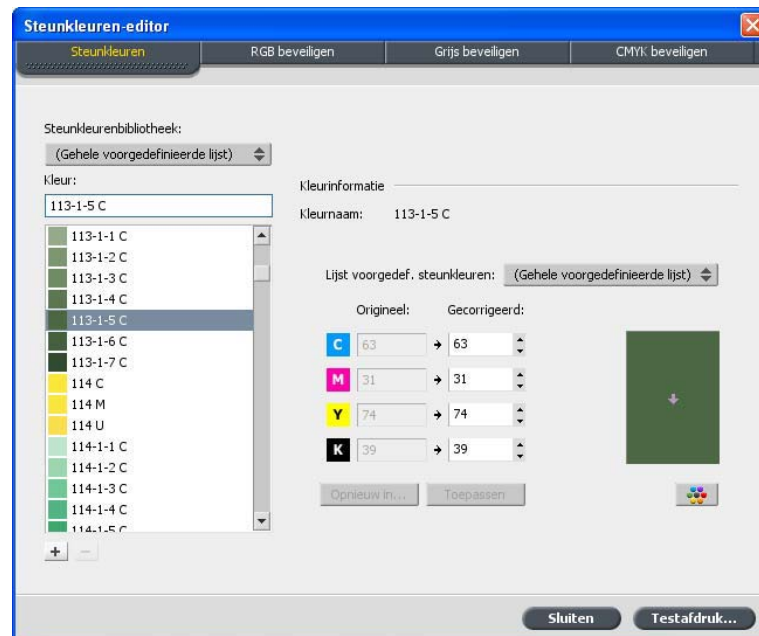 Steunkleuren-editor
Steunkleuren
RGB beveiligen
Grijs beveiligen
CMYK beveiligen
Steunkleurenbibliotheek:
(Gehele voorgedefinieerde lijst)
Kleur:
113-1-5 C
113-1-1 C
113-1-2 C
113-1-3 C
113-1-4 C
113-1-5 C
113-1-6 C
113-1-7 C
114 C
114 M
114 U
114-1-1 C
114-1-2 C
114-1-3 C
114-1-4 C
114-1-5 C
Kleurinformatie
Kleurnaam: 113-1-5 C
Lijst voorgedef. steunkleuren: (Gehele voorgedefinieerde lijst)
Origineel: Gecorrigeerd:
C 63 → 63
M 31 → 31
Y 74 → 74
K 39 → 39
Opnieuw in... Toepassen
Sluiten Testafdruk...